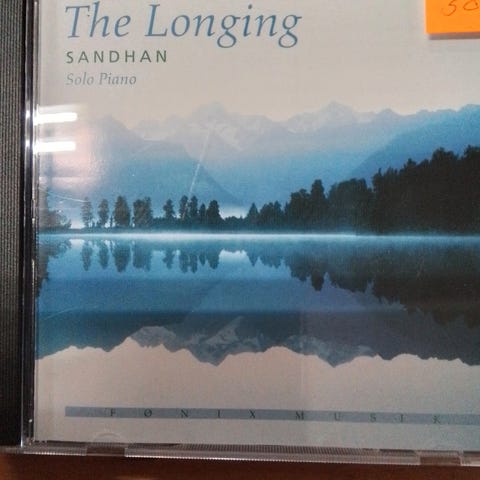 The Longing
SANDHAN
Solo Piano
FØNIX MUSIK